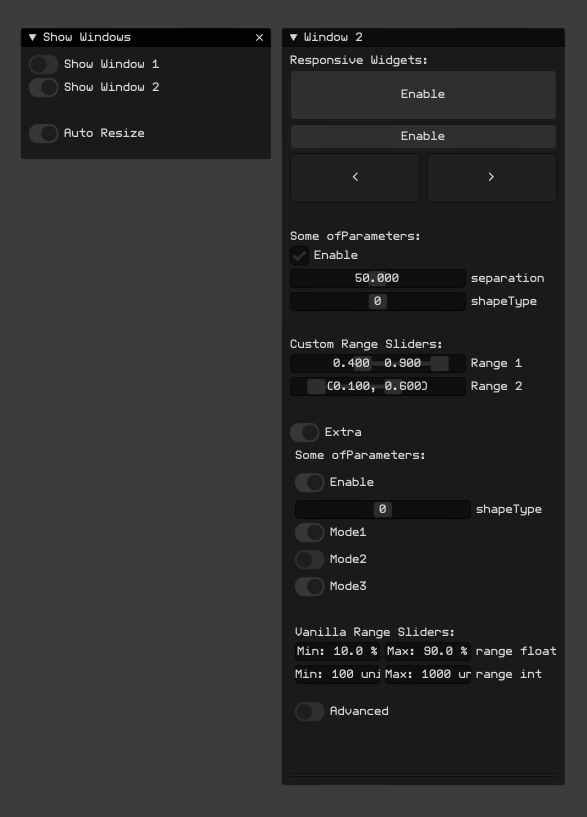 Show Windows
Show Window 1
Show Window 2
Auto Resize
Window 2
Responsive Widgets:
Enable
Enable
< >
Some ofParameters:
Enable
50.000 separation
0 shapeType
Custom Range Sliders:
0.400 0.900 Range 1
(0.100, 0.600) Range 2
Extra
Some ofParameters:
Enable
0 shapeType
Mode1
Mode2
Mode3
Vanilla Range Sliders:
Min: 10.0 % Max: 90.0 % range float
Min: 100 uni Max: 1000 un range int
Advanced